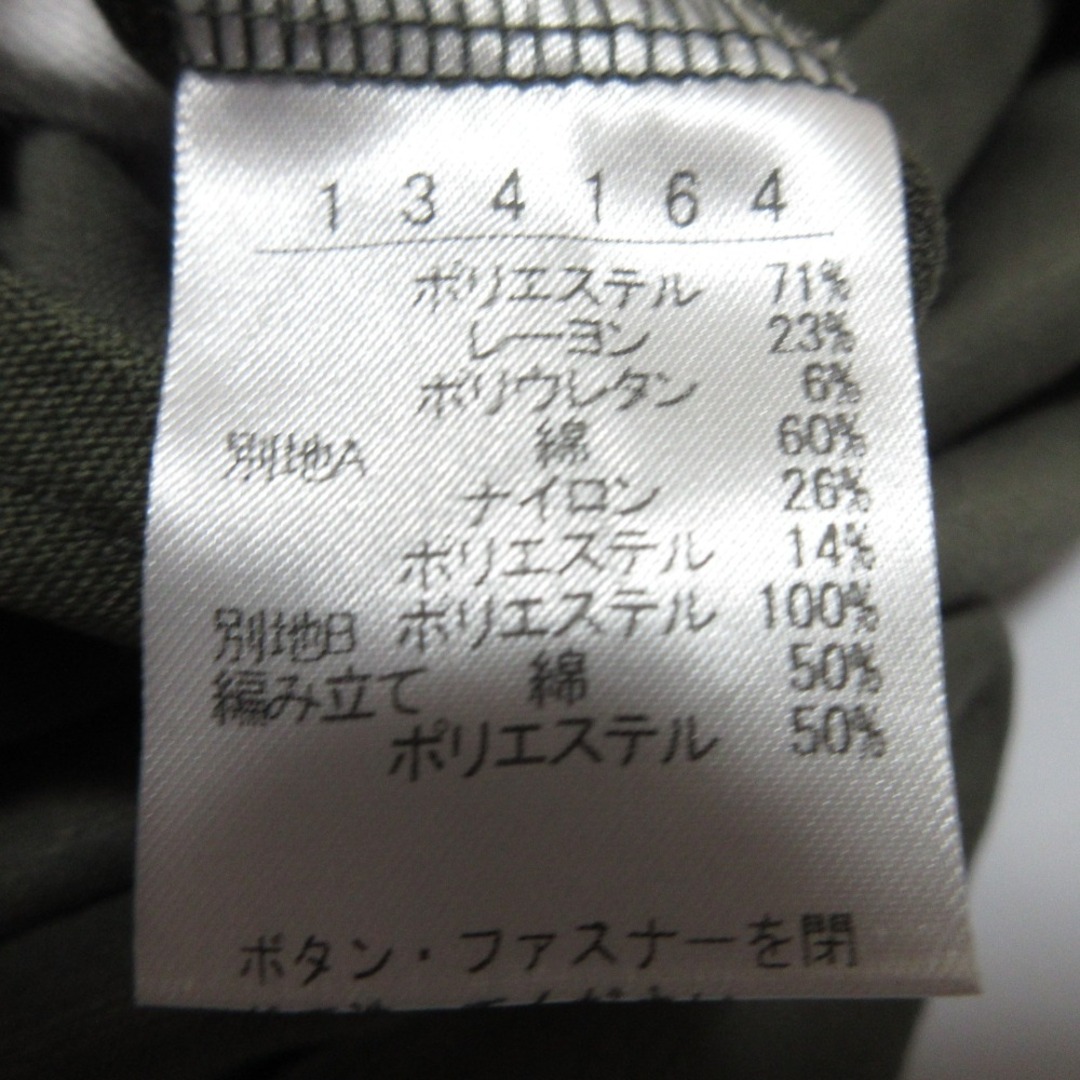 134164
ポリエステル 71%
レーヨン 23%
ポリウレタン 6%
別地A 綿 60%
ナイロン 26%
ポリエステル 14%
別地B ポリエステル 100%
編み立て 綿 50%
ポリエステル 50%
ボタン・ファスナーを閉